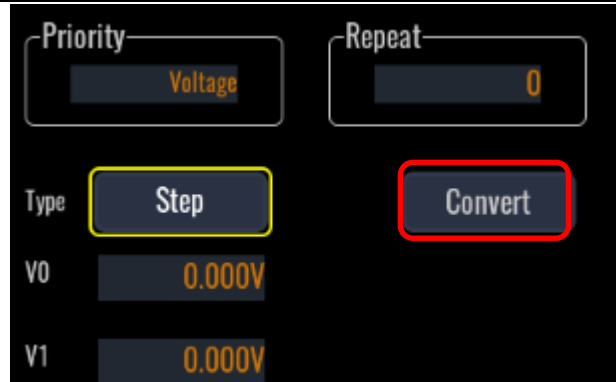 Priority
Repeat
Voltage
0
Type
Step
Convert
V0
0.000V
V1
0.000V